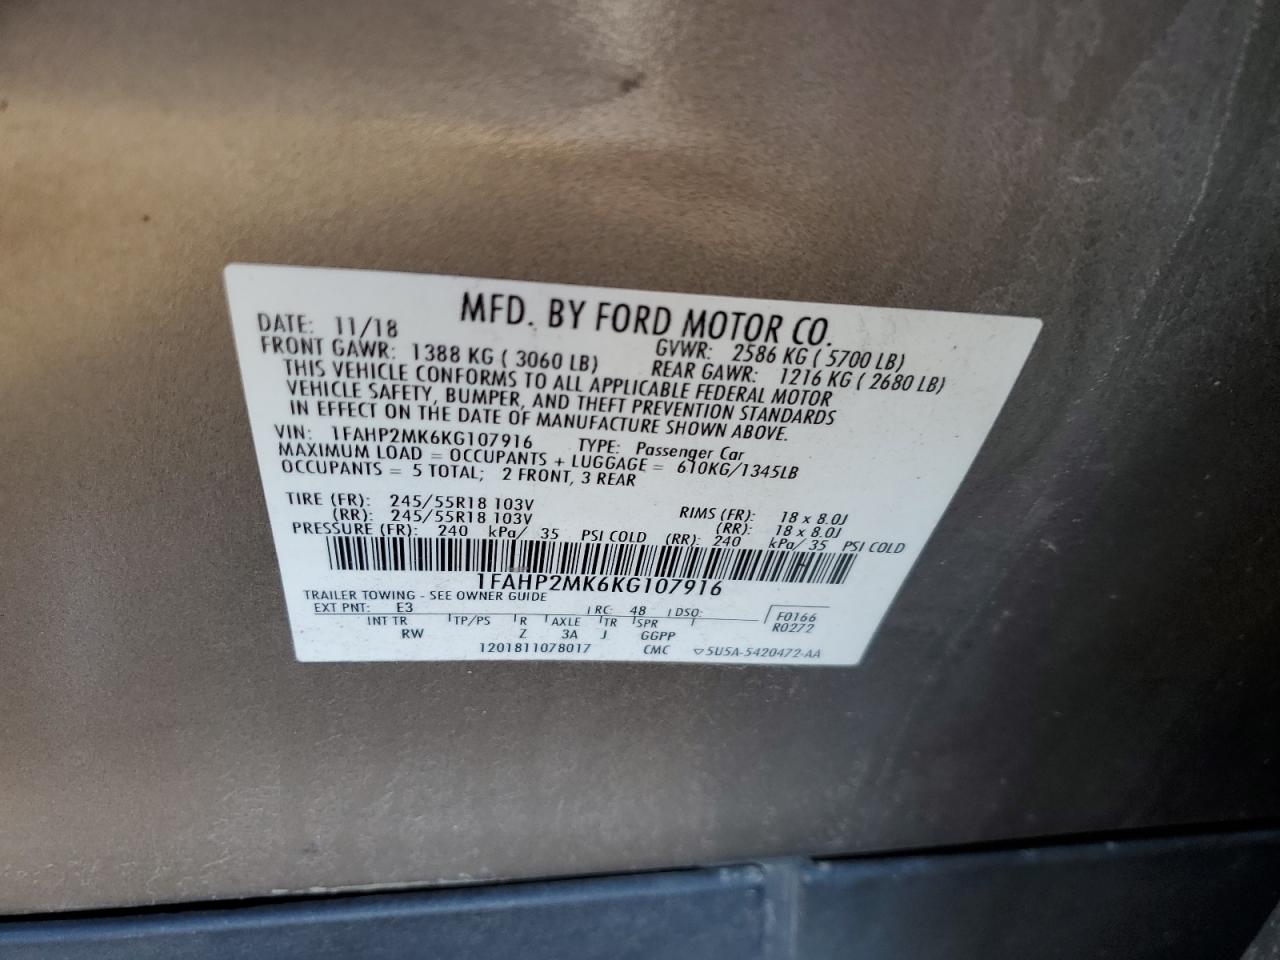 MFD. BY FORD MOTOR CO.
DATE: 11/18 GVWR: 2586 KG ( 5700 LB)
FRONT GAWR: 1388 KG ( 3060 LB) REAR GAWR: 1216 KG ( 2680 LB)
THIS VEHICLE CONFORMS TO ALL APPLICABLE FEDERAL MOTOR
VEHICLE SAFETY, BUMPER, AND THEFT PREVENTION STANDARDS
IN EFFECT ON THE DATE OF MANUFACTURE SHOWN ABOVE.
VIN: 1FAHP2MK6KG107916 TYPE: Passenger Car
MAXIMUM LOAD = OCCUPANTS + LUGGAGE = 610KG/1345LB
OCCUPANTS = 5 TOTAL; 2 FRONT, 3 REAR
TIRE (FR): 245/55R18 103V RIMS (FR): 18 x 8.0J
(RR): 245/55R18 103V (RR): 18 x 8.0J
PRESSURE (FR): 240 kPa/ 35 PSI COLD (RR): 240 kPa/ 35 PSI COLD
1FAHP2MK6KG107916
TRAILER TOWING - SEE OWNER GUIDE
EXT PNT: E3 RC: 48 DSO: F0166
INT TR TP/PS R AXLE TR SPR R0272
RW Z 3A J GGPP
1201811078017 CMC ▽5U5A-5420472-AA